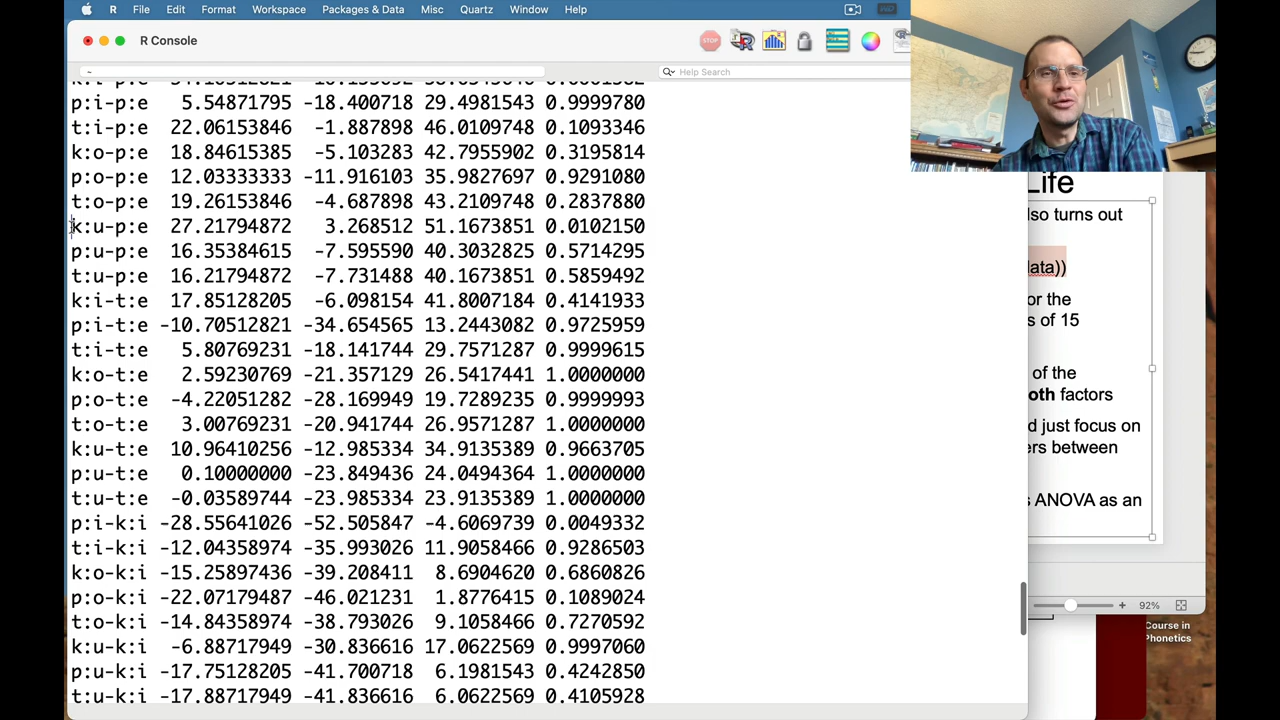 R File Edit Format Workspace Packages & Data Misc Quartz Window Help
R Console
STOP
~
Help Search
p:i-p:e 5.54871795 -18.400718 29.4981543 0.9999780
t:i-p:e 22.06153846 -1.887898 46.0109748 0.1093346
k:o-p:e 18.84615385 -5.103283 42.7955902 0.3195814
p:o-p:e 12.03333333 -11.916103 35.9827697 0.9291080
t:o-p:e 19.26153846 -4.687898 43.2109748 0.2837880
k:u-p:e 27.21794872 3.268512 51.1673851 0.0102150
p:u-p:e 16.35384615 -7.595590 40.3032825 0.5714295
t:u-p:e 16.21794872 -7.731488 40.1673851 0.5859492
k:i-t:e 17.85128205 -6.098154 41.8007184 0.4141933
p:i-t:e -10.70512821 -34.654565 13.2443082 0.9725959
t:i-t:e 5.80769231 -18.141744 29.7571287 0.9999615
k:o-t:e 2.59230769 -21.357129 26.5417441 1.0000000
p:o-t:e -4.22051282 -28.169949 19.7289235 0.9999993
t:o-t:e 3.00769231 -20.941744 26.9571287 1.0000000
k:u-t:e 10.96410256 -12.985334 34.9135389 0.9663705
p:u-t:e 0.10000000 -23.849436 24.0494364 1.0000000
t:u-t:e -0.03589744 -23.985334 23.9135389 1.0000000
p:i-k:i -28.55641026 -52.505847 -4.6069739 0.0049332
t:i-k:i -12.04358974 -35.993026 11.9058466 0.9286503
k:o-k:i -15.25897436 -39.208411 8.6904620 0.6860826
p:o-k:i -22.07179487 -46.021231 1.8776415 0.1089024
t:o-k:i -14.84358974 -38.793026 9.1058466 0.7270592
k:u-k:i -6.88717949 -30.836616 17.0622569 0.9997060
p:u-k:i -17.75128205 -41.700718 6.1981543 0.4242850
t:u-k:i -17.88717949 -41.836616 6.0622569 0.4105928
Life
lso turns out
data))
or the
s of 15
of the
oth factors
d just focus on
ers between
s ANOVA as an
92%
Course in
Phonetics